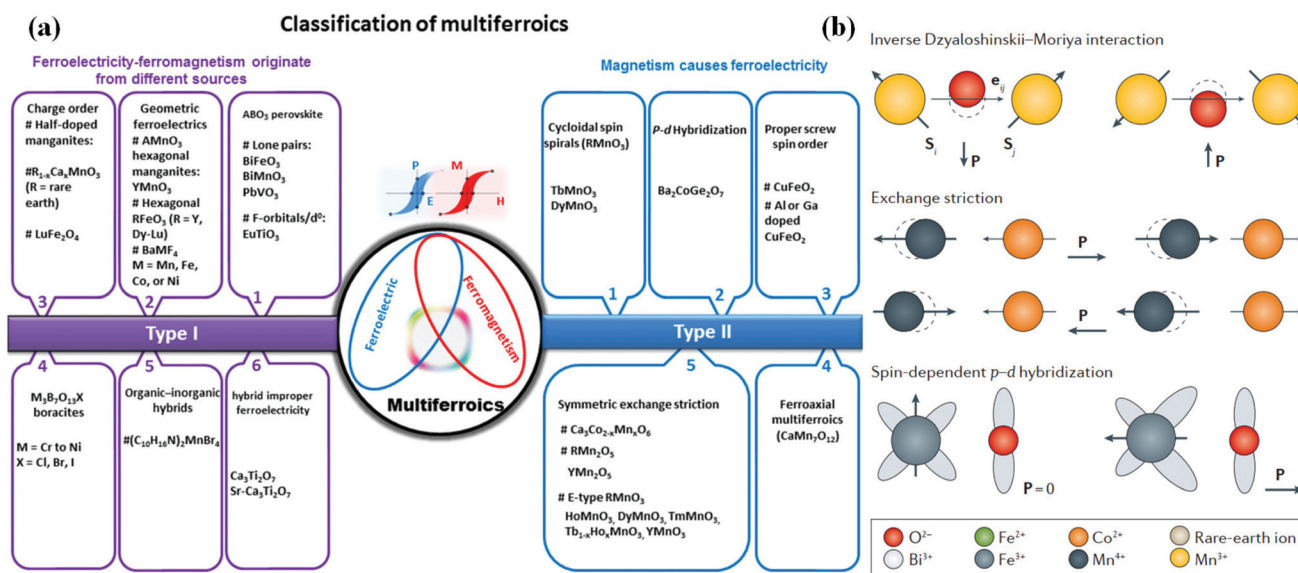 (a)
Classification of multiferroics
Ferroelectricity-ferromagnetism originate
from different sources
Charge order
# Half-doped
manganites:
#R₁₋ₓCaₓMnO₃
(R = rare
earth)
# LuFe₂O₄
3
Geometric
ferroelectrics
# AMnO₃
hexagonal
manganites:
YMnO₃
# Hexagonal
RFeO₃ (R = Y,
Dy-Lu)
# BaMF₄
M = Mn, Fe,
Co, or Ni
2
ABO₃ perovskite
# Lone pairs:
BiFeO₃
BiMnO₃
PbVO₃
# F-orbitals/d⁰:
EuTiO₃
1
Type I
4
M₃B₇O₁₃X
boracites
M = Cr to Ni
X = Cl, Br, I
5
Organic–inorganic
hybrids
#(C₁₀H₁₆N)₂MnBr₄
6
hybrid improper
ferroelectricity
Ca₃Ti₂O₇
Sr-Ca₃Ti₂O₇
P
E
M
H
Ferroelectric
Ferromagnetism
Multiferroics
Magnetism causes ferroelectricity
Cycloidal spin
spirals (RMnO₃)
TbMnO₃
DyMnO₃
1
P-d Hybridization
Ba₂CoGe₂O₇
2
Proper screw
spin order
# CuFeO₂
# Al or Ga
doped
CuFeO₂
3
Type II
5
Symmetric exchange striction
# Ca₃Co₂₋ₓMnₓO₆
# RMn₂O₅
YMn₂O₅
# E-type RMnO₃
HoMnO₃, DyMnO₃, TmMnO₃,
Tb₁₋ₓHoₓMnO₃, YMnO₃
4
Ferroaxial
multiferroics
(CaMn₇O₁₂)
(b)
Inverse Dzyaloshinskii–Moriya interaction
eᵢⱼ
Sᵢ
Sⱼ
P
P
Exchange striction
P
P
Spin-dependent p–d hybridization
P = 0
P
O²⁻
Fe²⁺
Co²⁺
Rare-earth ion
Bi³⁺
Fe³⁺
Mn⁴⁺
Mn³⁺